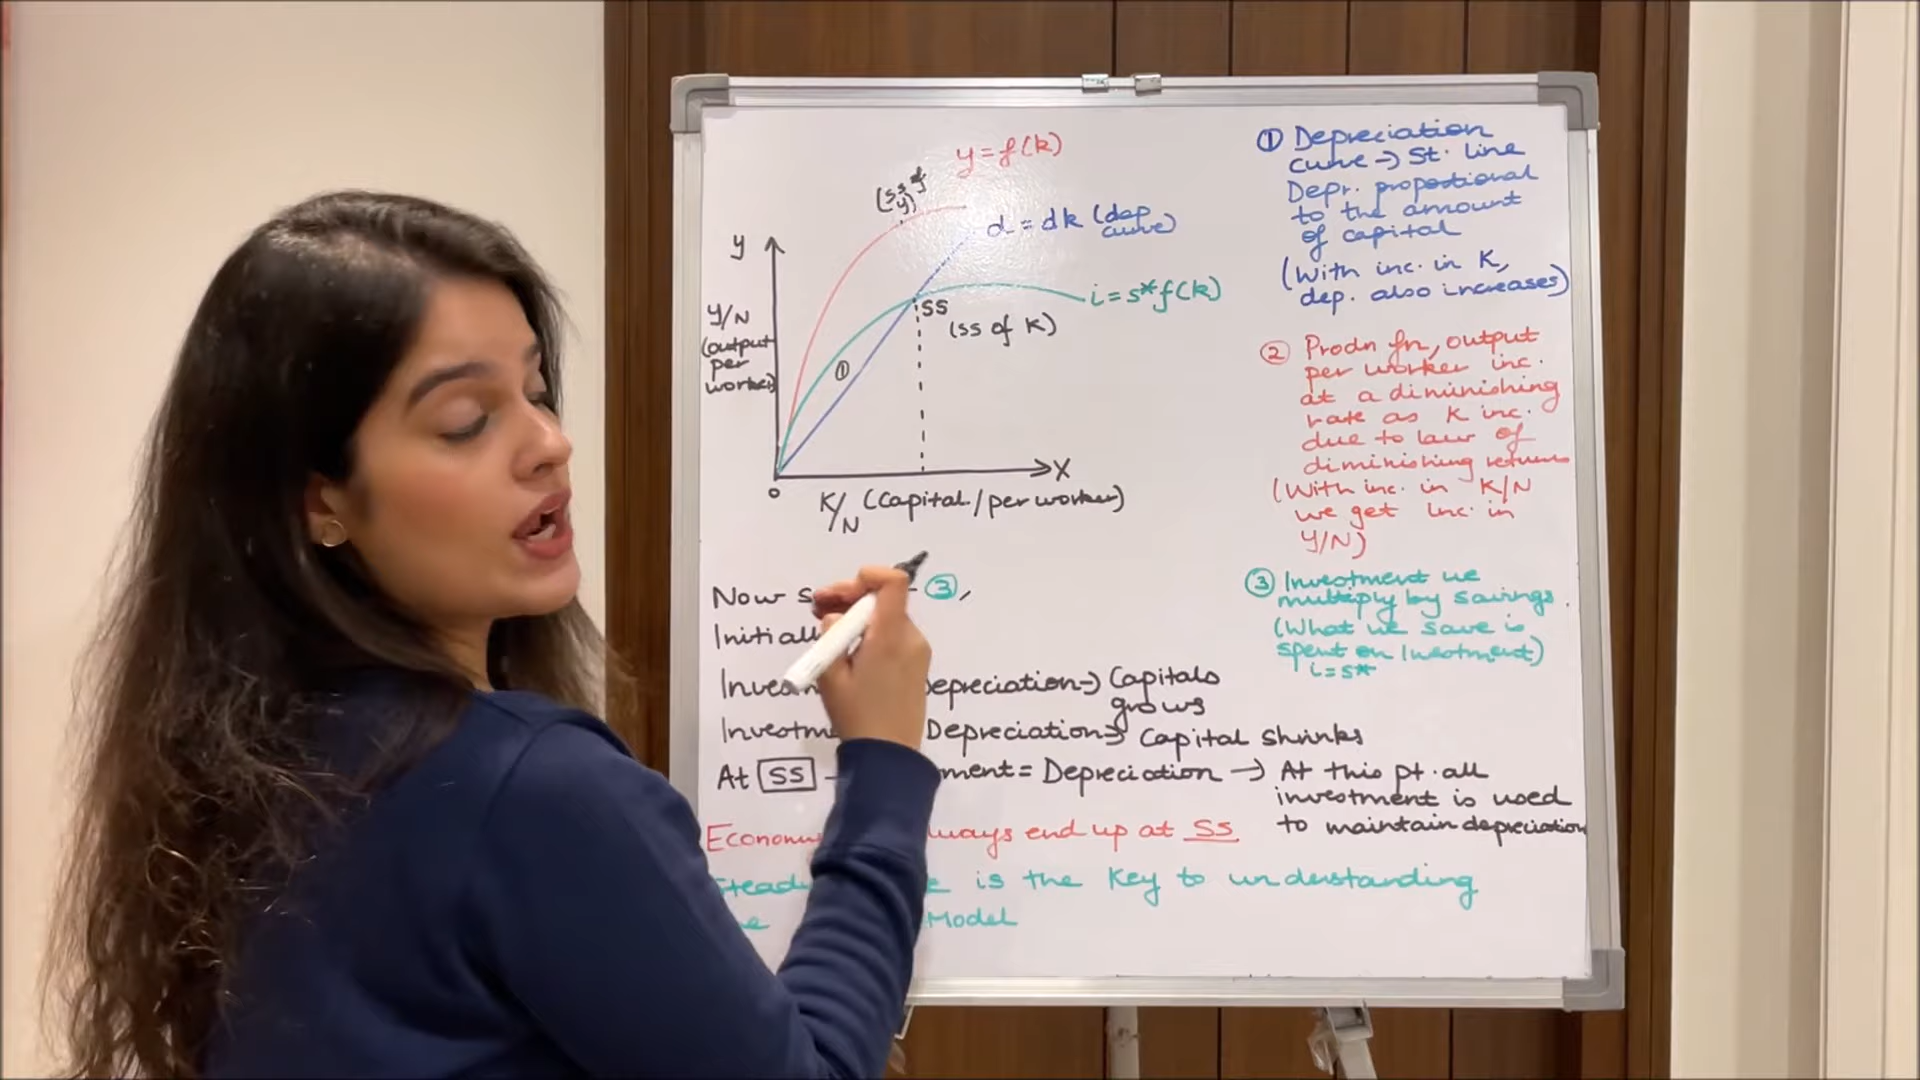 y = f(k)
(ss of
y)
d = dk (dep
curve)
y
i = s*f(k)
Y/N
(output
per
worker)
SS
(ss of K)
①
X
0
K/N (Capital/per worker)
① Depreciation
curve → St. line
Depr. proportional
to the amount
of capital
(With inc. in K,
dep. also increases)
② Prodn fn, output
per worker inc.
at a diminishing
rate as K inc.
due to law of
diminishing returns
(With inc. in K/N
we get inc. in
Y/N)
③ Investment we
multiply by savings.
(What we save is
spent on Investment)
i = s*
Now ③,
Depreciation → Capitals
grows
Depreciation → Capital shrinks
At SS = Depreciation → At this pt. all
investment is used
to maintain depreciation
end up at SS
is the key to understanding
Model